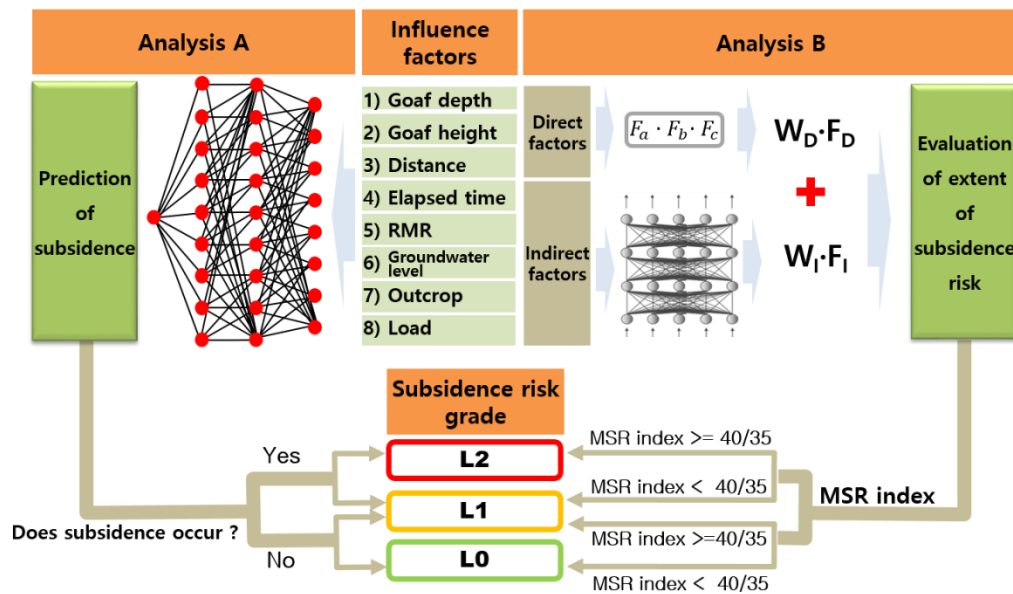 Analysis A
Influence
factors
Analysis B
Prediction
of
subsidence
1) Goaf depth
2) Goaf height
3) Distance
4) Elapsed time
5) RMR
6) Groundwater
level
7) Outcrop
8) Load
Direct
factors
Indirect
factors
Fa · Fb · Fc
WD·FD
+
WI·FI
Evaluation
of extent
of
subsidence
risk
Subsidence risk
grade
Yes
L2
MSR index >= 40/35
MSR index < 40/35
L1
MSR index
Does subsidence occur ?
MSR index >=40/35
No
L0
MSR index < 40/35